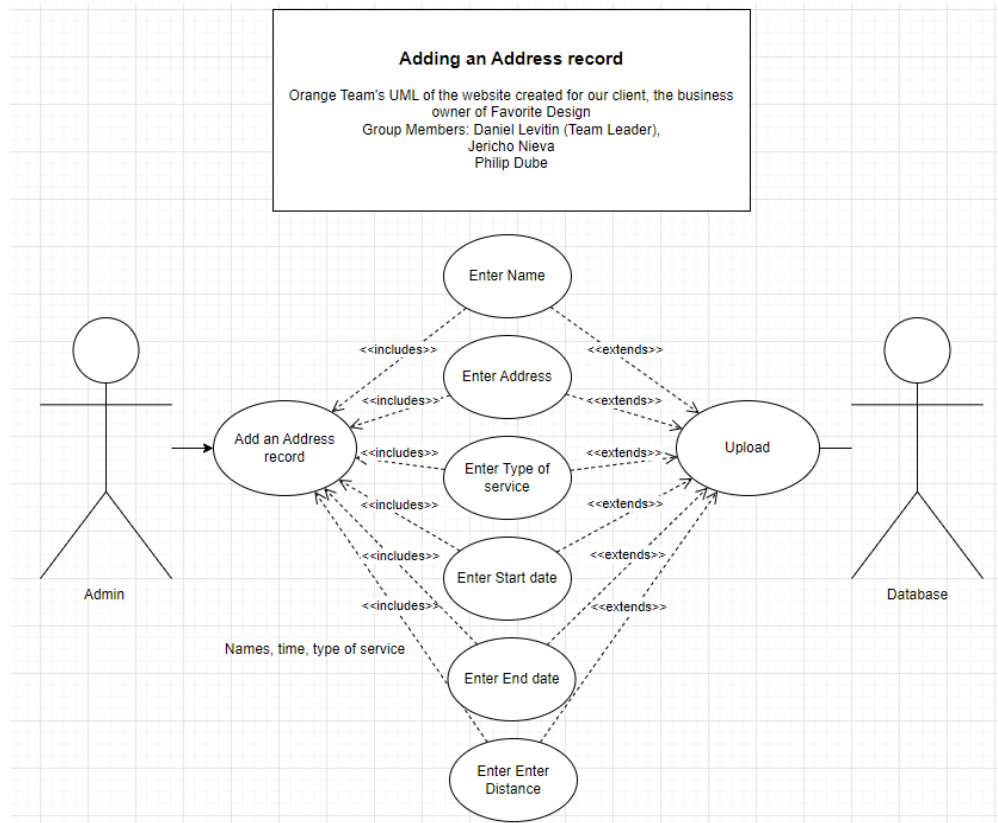 Adding an Address record
Orange Team's UML of the website created for our client, the business
owner of Favorite Design
Group Members: Daniel Levitin (Team Leader),
Jericho Nieva
Philip Dube
Enter Name
<<includes>>
<<extends>>
Enter Address
<<includes>>
<<extends>>
Add an Address
record
Upload
<<includes>>
<<extends>>
Enter Type of
service
<<includes>>
<<extends>>
Enter Start date
<<includes>>
<<extends>>
Admin
Database
<<includes>>
<<extends>>
Names, time, type of service
Enter End date
Enter Enter
Distance